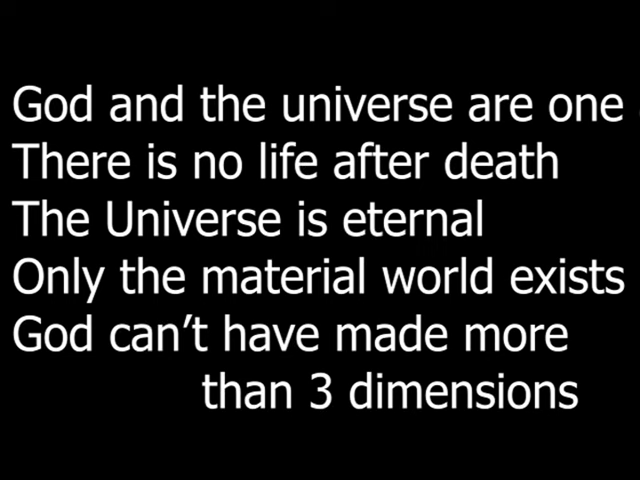 God and the universe are one
There is no life after death
The Universe is eternal
Only the material world exists
God can't have made more
than 3 dimensions